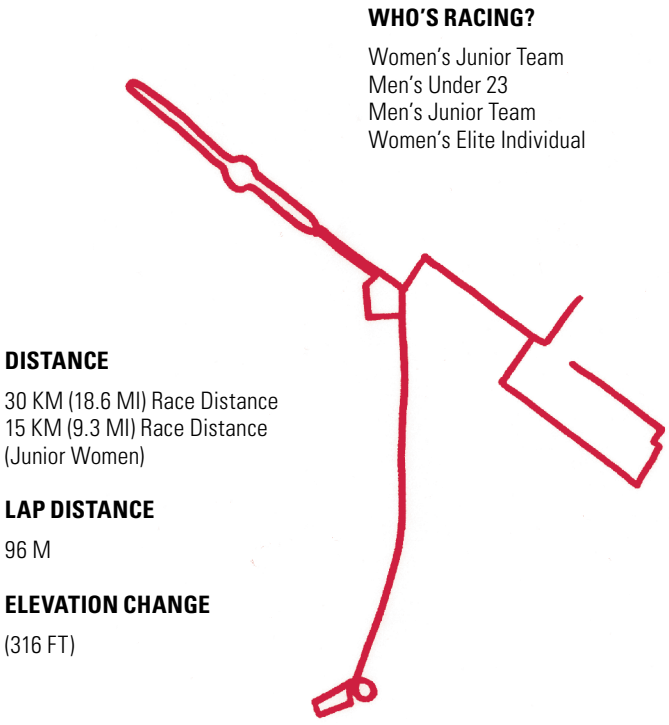 WHO'S RACING?
Women's Junior Team
Men's Under 23
Men's Junior Team
Women's Elite Individual
DISTANCE
30 KM (18.6 MI) Race Distance
15 KM (9.3 MI) Race Distance
(Junior Women)
LAP DISTANCE
96 M
ELEVATION CHANGE
(316 FT)